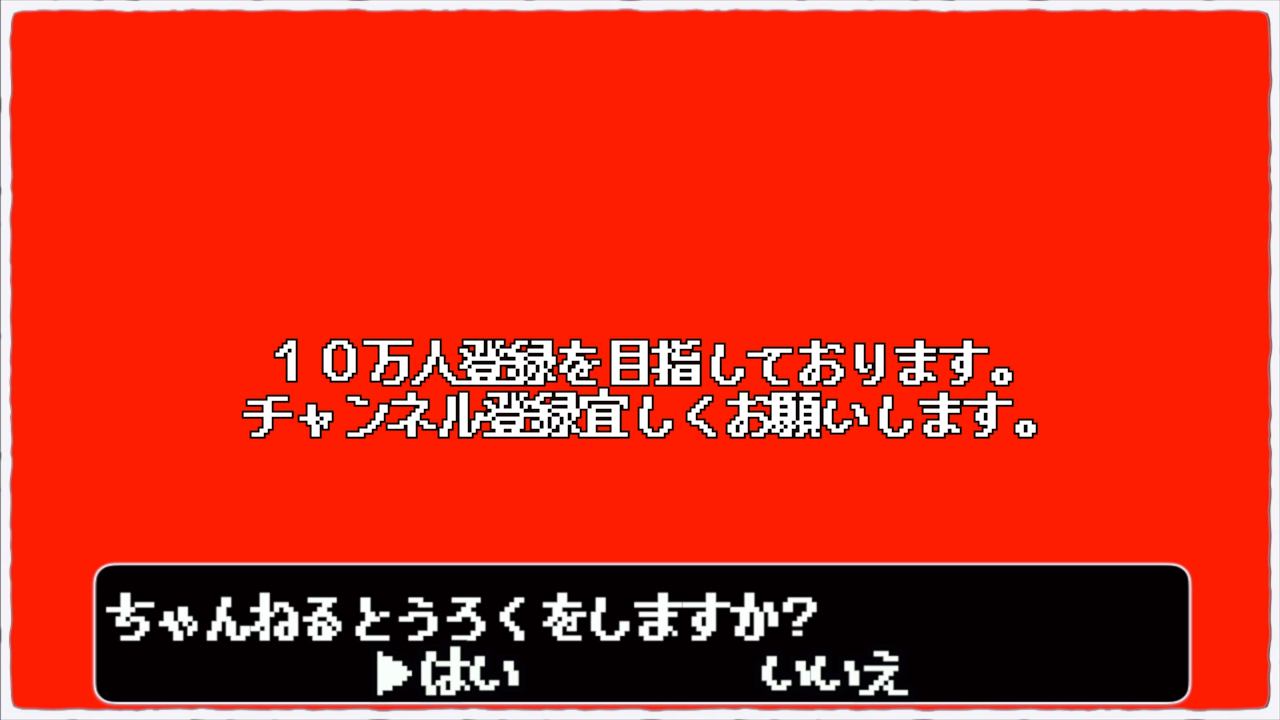 １０万人登録を目指しております。
チャンネル登録宜しくお願いします。
ちゃんねるとうろくをしますか?
▶はい　いいえ